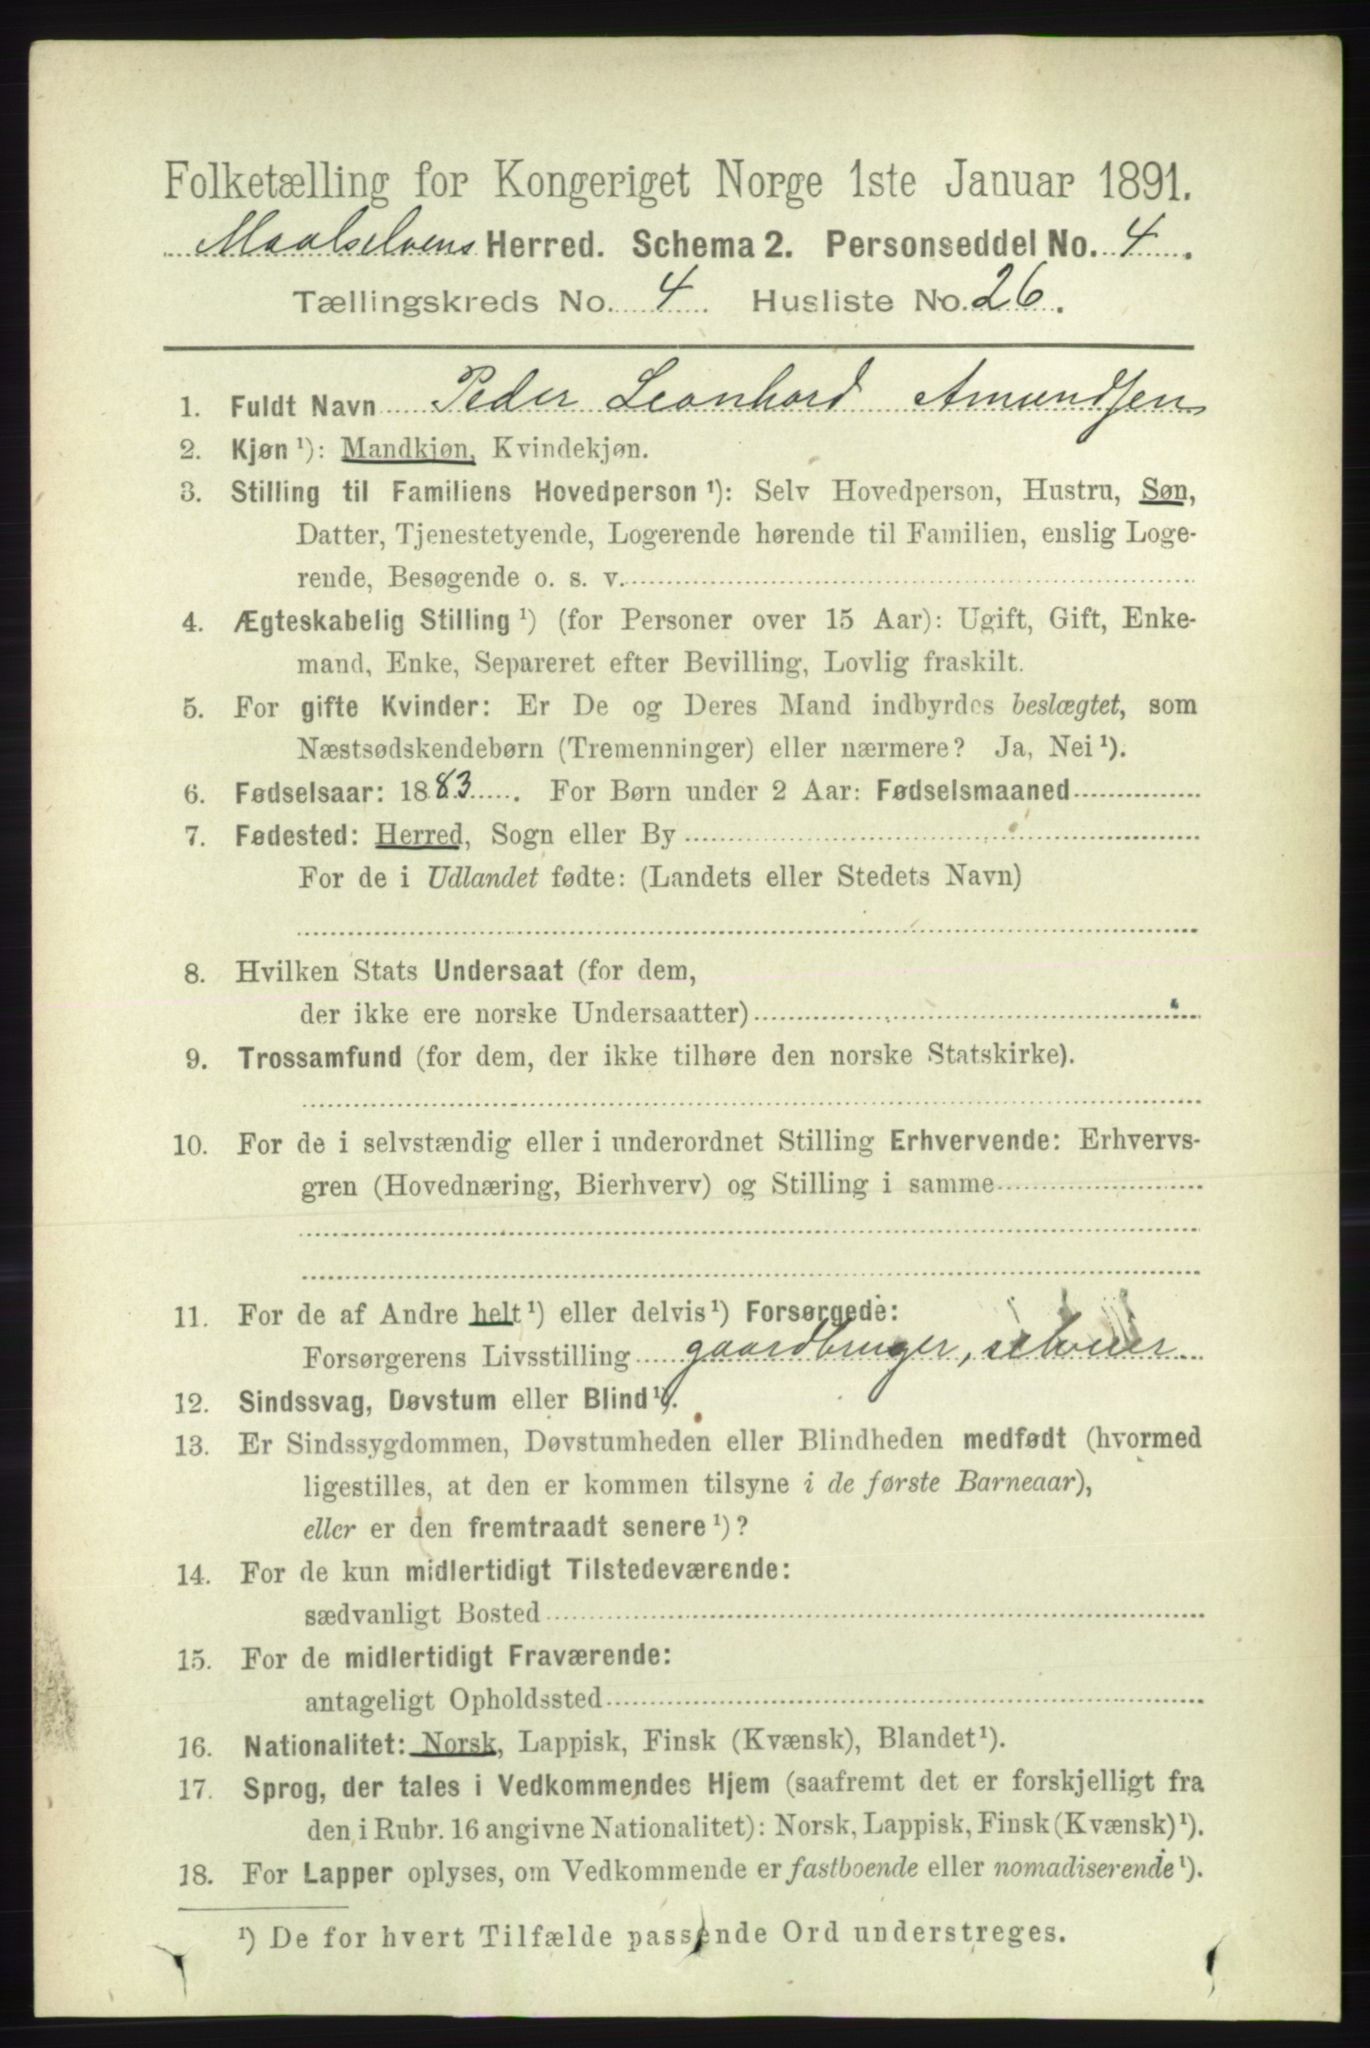 Folketælling for Kongeriget Norge 1ste Januar 1891.
Maalselvens Herred. Schema 2. Personseddel No. 4.
Tællingskreds No. 4 Husliste No. 26.
1. Fuldt Navn Peder Leonhard Amundsen
2. Kjøn ¹): Mandkjøn, Kvindekjøn.
3. Stilling til Familiens Hovedperson ¹): Selv Hovedperson, Hustru, Søn,
Datter, Tjenestetyende, Logerende hørende til Familien, enslig Loge-
rende, Besøgende o. s. v.
4. Ægteskabelig Stilling ¹) (for Personer over 15 Aar): Ugift, Gift, Enke-
mand, Enke, Separeret efter Bevilling, Lovlig fraskilt.
5. For gifte Kvinder: Er De og Deres Mand indbyrdes beslægtet, som
Næstsødskendebørn (Tremenninger) eller nærmere? Ja, Nei ¹).
6. Fødselsaar: 1883. For Børn under 2 Aar: Fødselsmaaned
7. Fødested: Herred, Sogn eller By
For de i Udlandet fødte: (Landets eller Stedets Navn)
8. Hvilken Stats Undersaat (for dem,
der ikke ere norske Undersaatter)
9. Trossamfund (for dem, der ikke tilhøre den norske Statskirke).
10. For de i selvstændig eller i underordnet Stilling Erhvervende: Erhvervs-
gren (Hovednæring, Bierhverv) og Stilling i samme
11. For de af Andre helt ¹) eller delvis ¹) Forsørgede:
Forsørgerens Livsstilling gaardbruger, selveier
12. Sindssvag, Døvstum eller Blind ¹).
13. Er Sindssygdommen, Døvstumheden eller Blindheden medfødt (hvormed
ligestilles, at den er kommen tilsyne i de første Barneaar),
eller er den fremtraadt senere ¹)?
14. For de kun midlertidigt Tilstedeværende:
sædvanligt Bosted
15. For de midlertidigt Fraværende:
antageligt Opholdssted
16. Nationalitet: Norsk, Lappisk, Finsk (Kvænsk), Blandet ¹).
17. Sprog, der tales i Vedkommendes Hjem (saafremt det er forskjelligt fra
den i Rubr. 16 angivne Nationalitet): Norsk, Lappisk, Finsk (Kvænsk) ¹).
18. For Lapper oplyses, om Vedkommende er fastboende eller nomadiserende ¹).
¹) De for hvert Tilfælde passende Ord understreges.